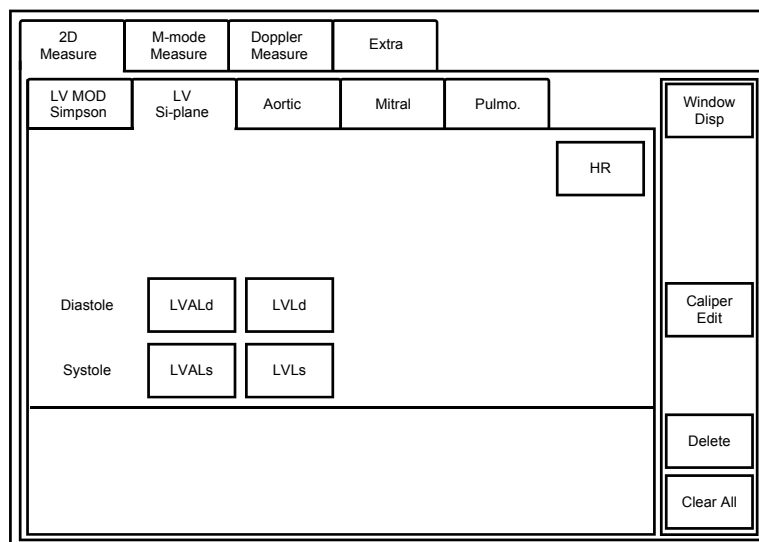 2D
Measure
M-mode
Measure
Doppler
Measure
Extra
LV MOD
Simpson
LV
Si-plane
Aortic
Mitral
Pulmo.
Window
Disp
HR
Diastole
LVALd
LVLd
Caliper
Edit
Systole
LVALs
LVLs
Delete
Clear All